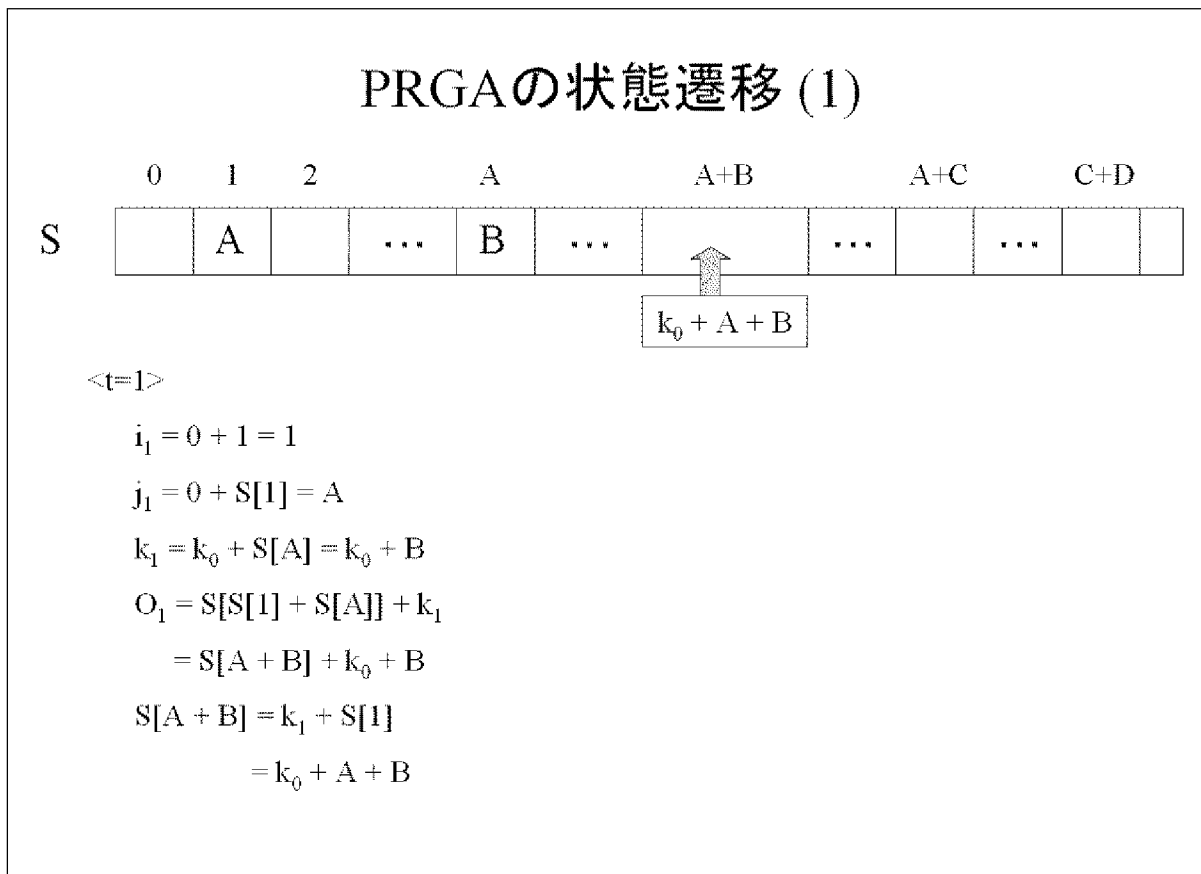 PRGAの状態遷移 (1)
0 1 2 A A+B A+C C+D
S A … B … … …
k₀ + A + B
<t=1>
i₁ = 0 + 1 = 1
j₁ = 0 + S[1] = A
k₁ = k₀ + S[A] = k₀ + B
O₁ = S[S[1] + S[A]] + k₁
= S[A + B] + k₀ + B
S[A + B] = k₁ + S[1]
= k₀ + A + B